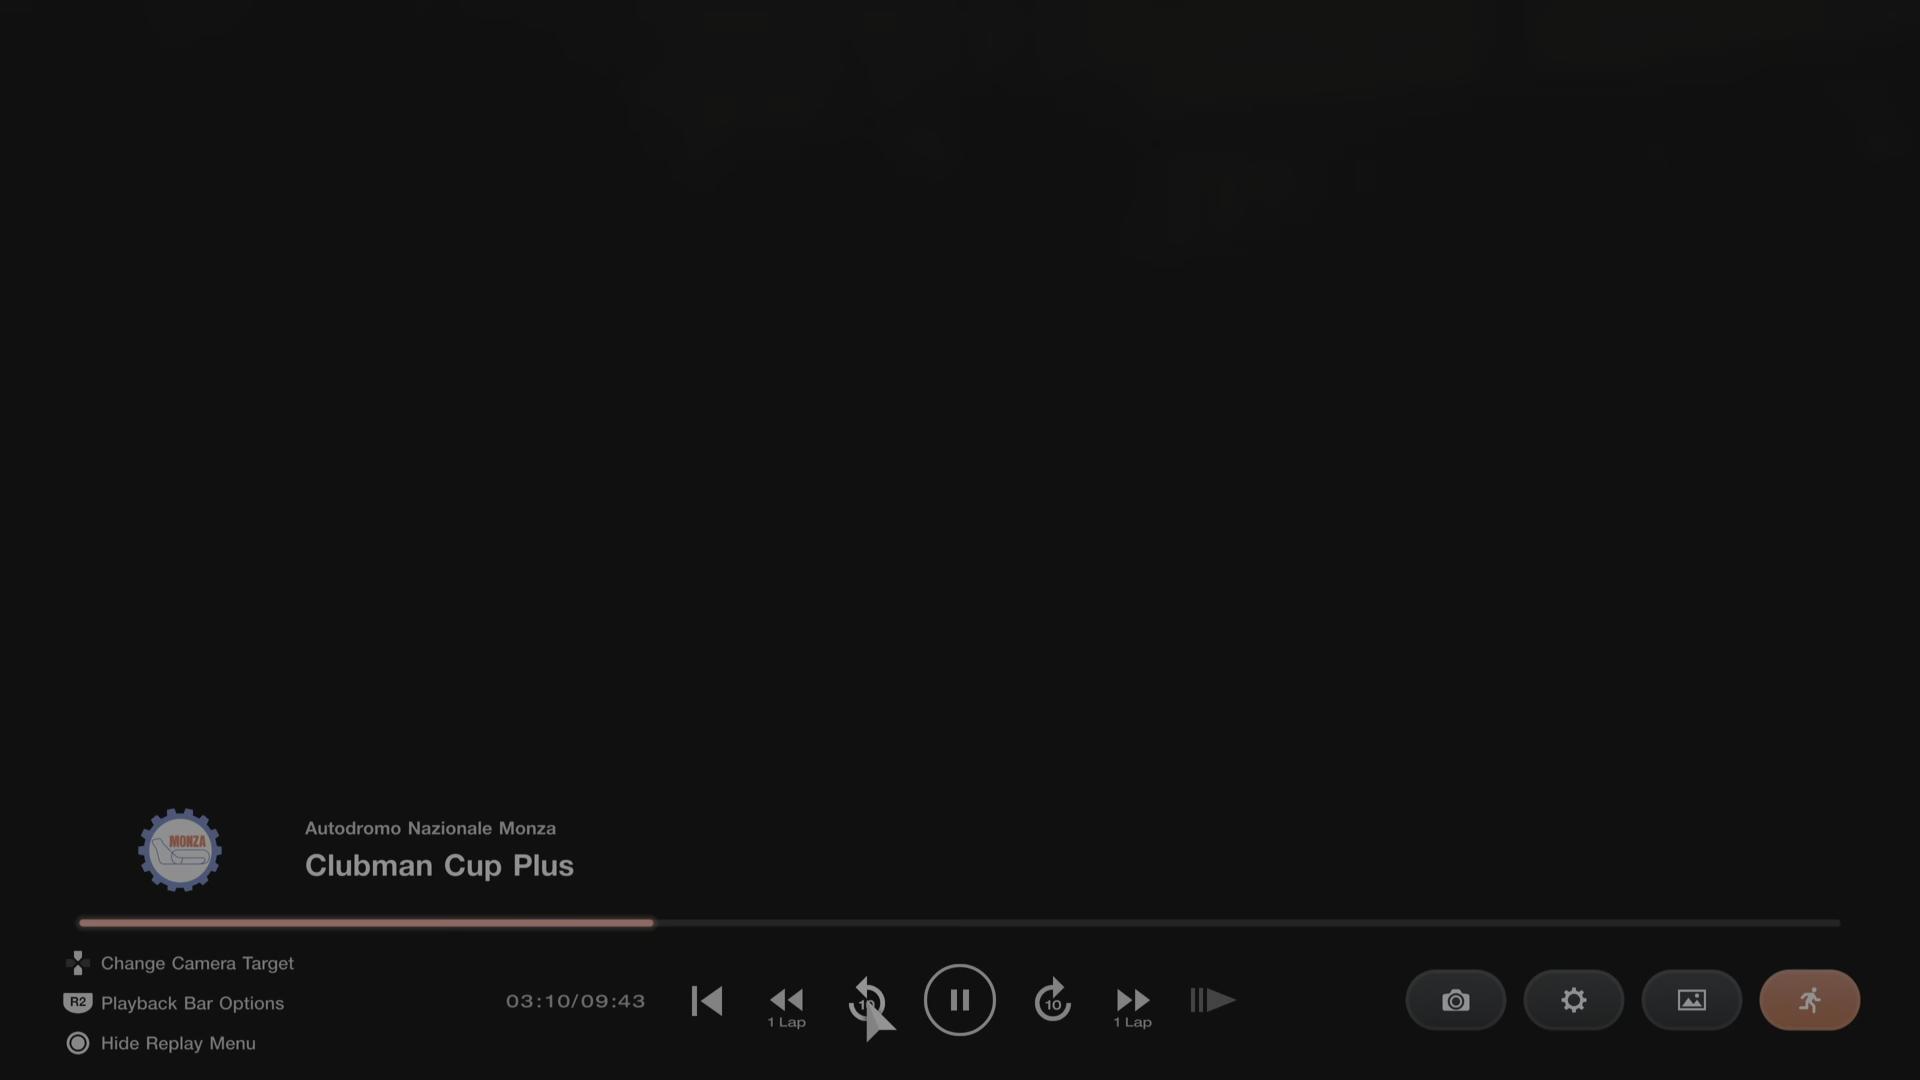 MONZA
Autodromo Nazionale Monza
Clubman Cup Plus
Change Camera Target
R2 Playback Bar Options
Hide Replay Menu
03:10/09:43
1 Lap
10
10
1 Lap